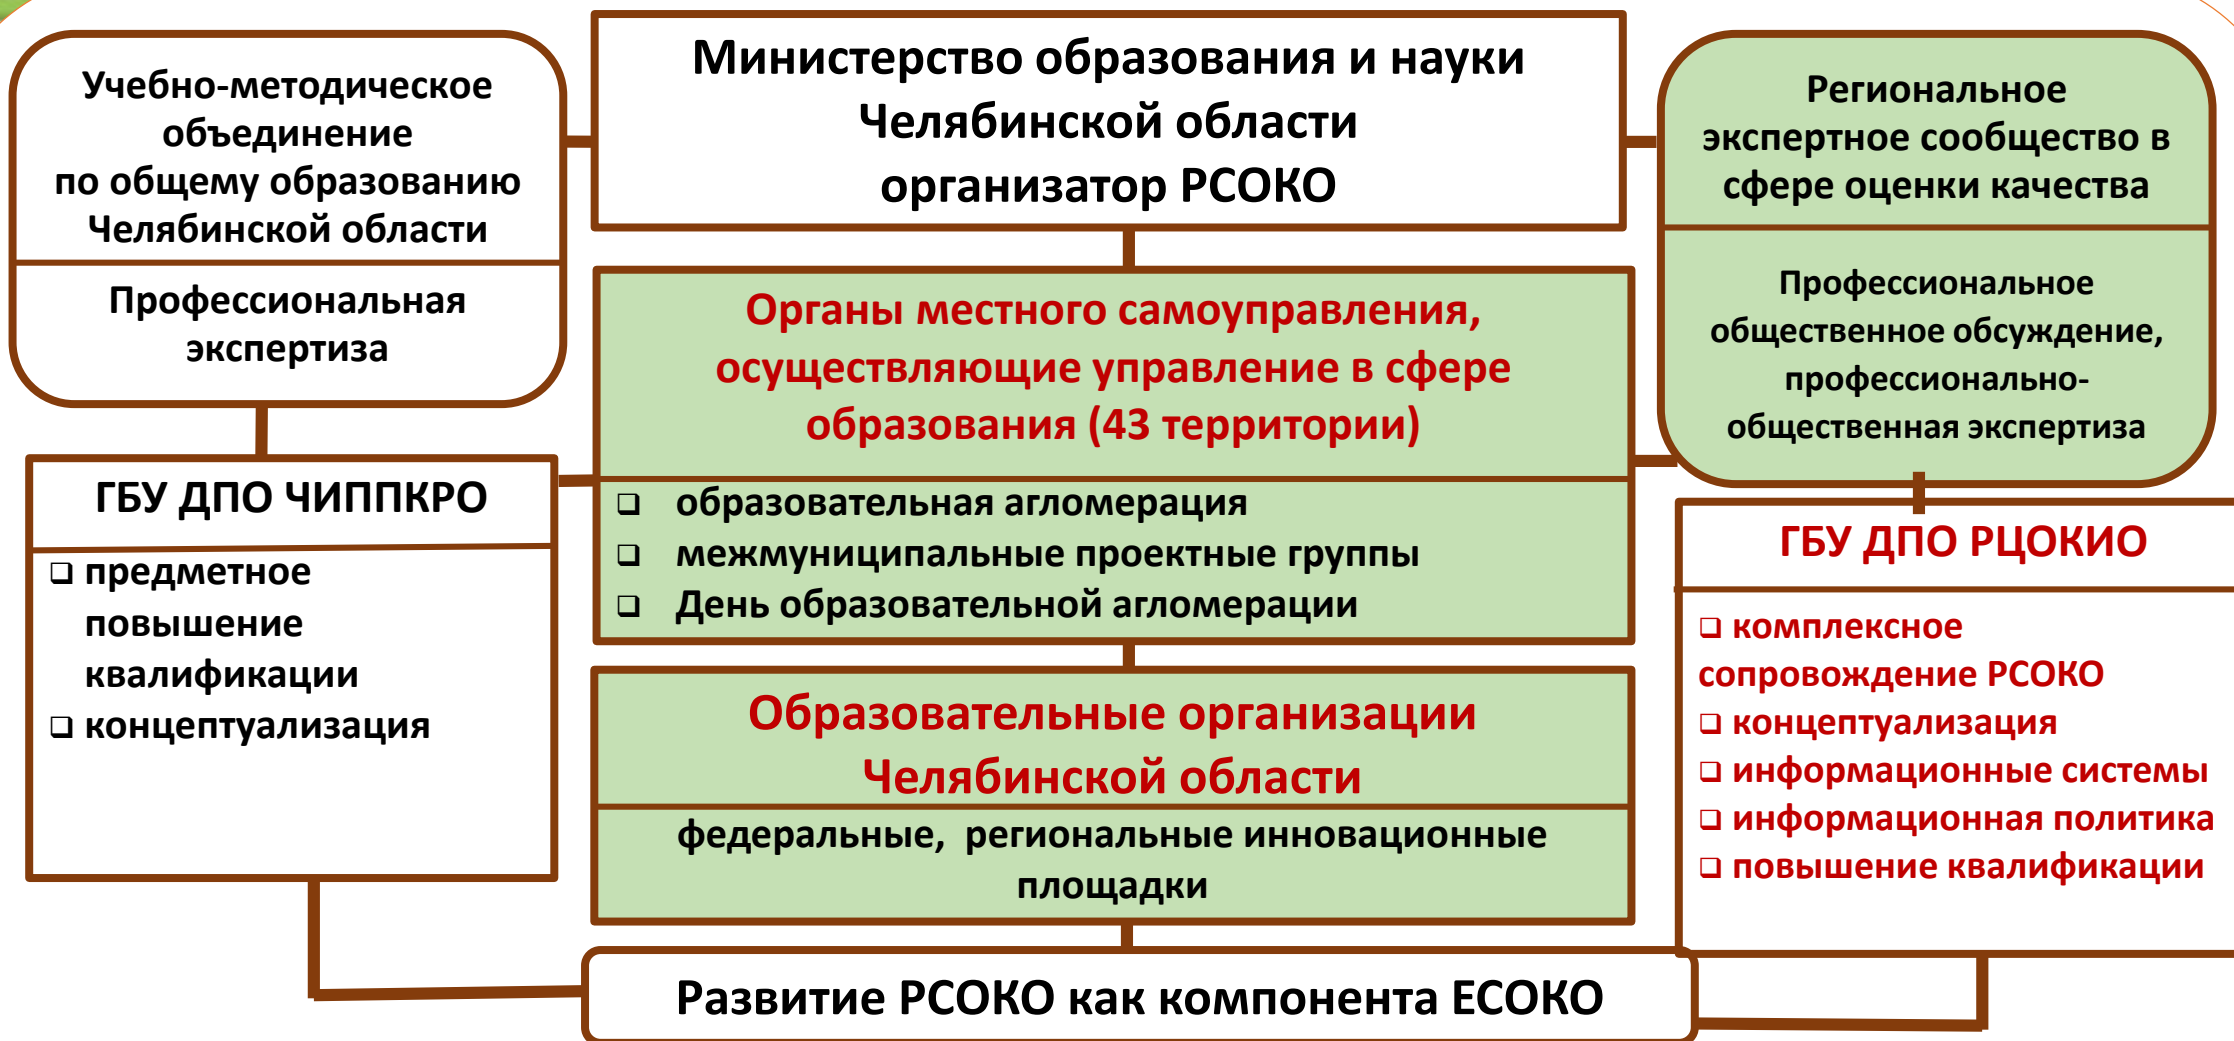 Учебно-методическое
объединение
по общему образованию
Челябинской области
Профессиональная
экспертиза
Министерство образования и науки
Челябинской области
организатор РСОКО
Региональное
экспертное сообщество в
сфере оценки качества
Профессиональное
общественное обсуждение,
профессионально-
общественная экспертиза
Органы местного самоуправления,
осуществляющие управление в сфере
образования (43 территории)
❑ образовательная агломерация
❑ межмуниципальные проектные группы
❑ День образовательной агломерации
ГБУ ДПО ЧИППКРО
❑ предметное
повышение
квалификации
❑ концептуализация
ГБУ ДПО РЦОКИО
❑ комплексное
сопровождение РСОКО
❑ концептуализация
❑ информационные системы
❑ информационная политика
❑ повышение квалификации
Образовательные организации
Челябинской области
федеральные, региональные инновационные
площадки
Развитие РСОКО как компонента ЕСОКО